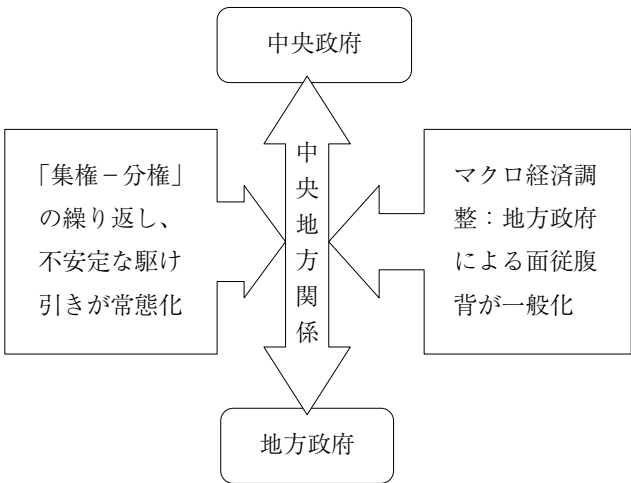 中央政府
「集権－分権」
の繰り返し、
不安定な駆け
引きが常態化
中央地方関係
マクロ経済調
整：地方政府
による面従腹
背が一般化
地方政府